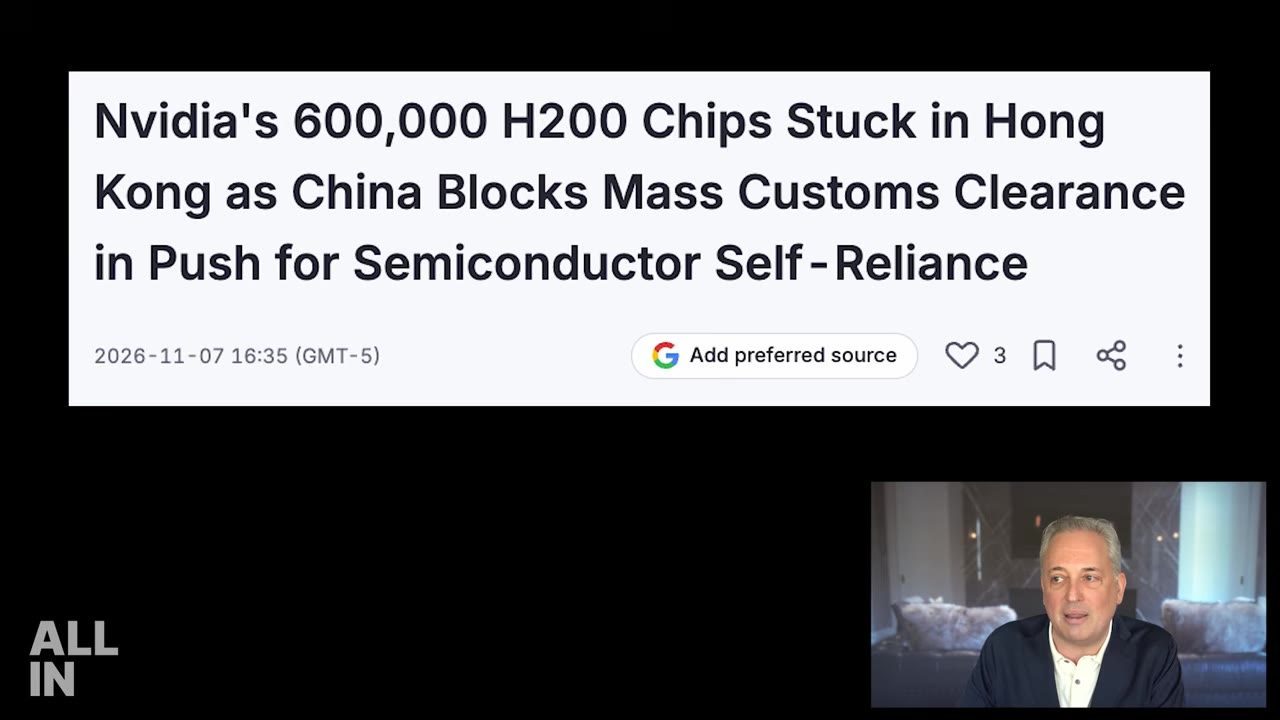 Nvidia's 600,000 H200 Chips Stuck in Hong
Kong as China Blocks Mass Customs Clearance
in Push for Semiconductor Self-Reliance
2026-11-07 16:35 (GMT-5)
Add preferred source
3
ALL
IN